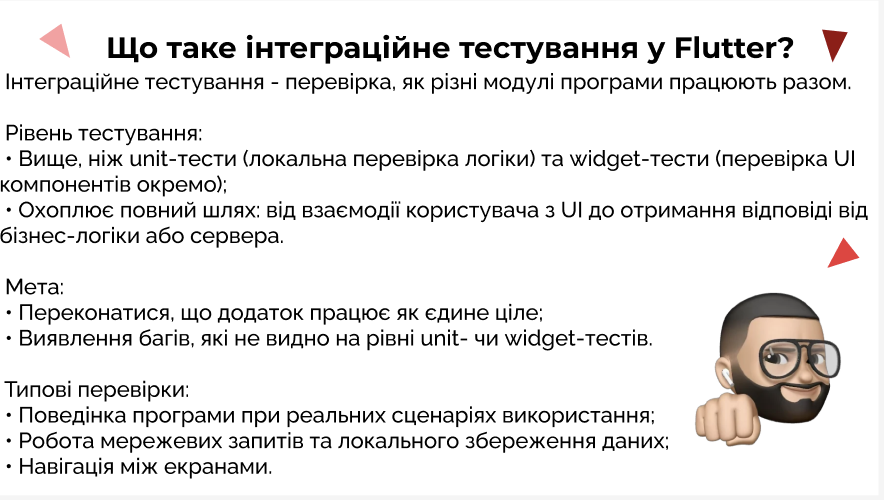 Що таке інтеграційне тестування у Flutter?
Інтеграційне тестування - перевірка, як різні модулі програми працюють разом.
Рівень тестування:
• Вище, ніж unit-тести (локальна перевірка логіки) та widget-тести (перевірка UI
компонентів окремо);
• Охоплює повний шлях: від взаємодії користувача з UI до отримання відповіді від
бізнес-логіки або сервера.
Мета:
• Переконатися, що додаток працює як єдине ціле;
• Виявлення багів, які не видно на рівні unit- чи widget-тестів.
Типові перевірки:
• Поведінка програми при реальних сценаріях використання;
• Робота мережевих запитів та локального збереження даних;
• Навігація між екранами.